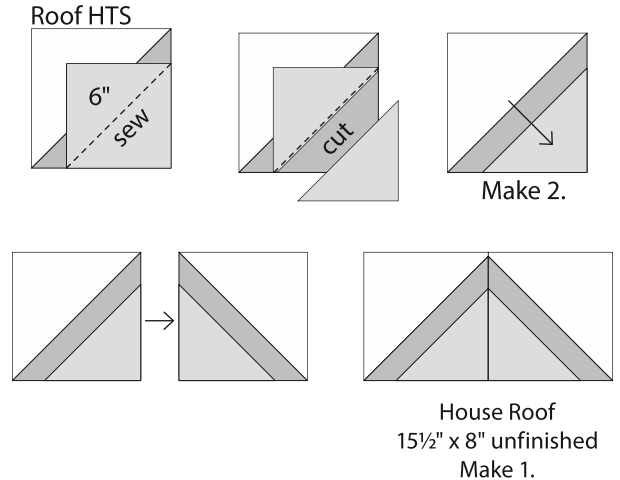 Roof HTS
6"
sew
cut
Make 2.
House Roof
15½" x 8" unfinished
Make 1.